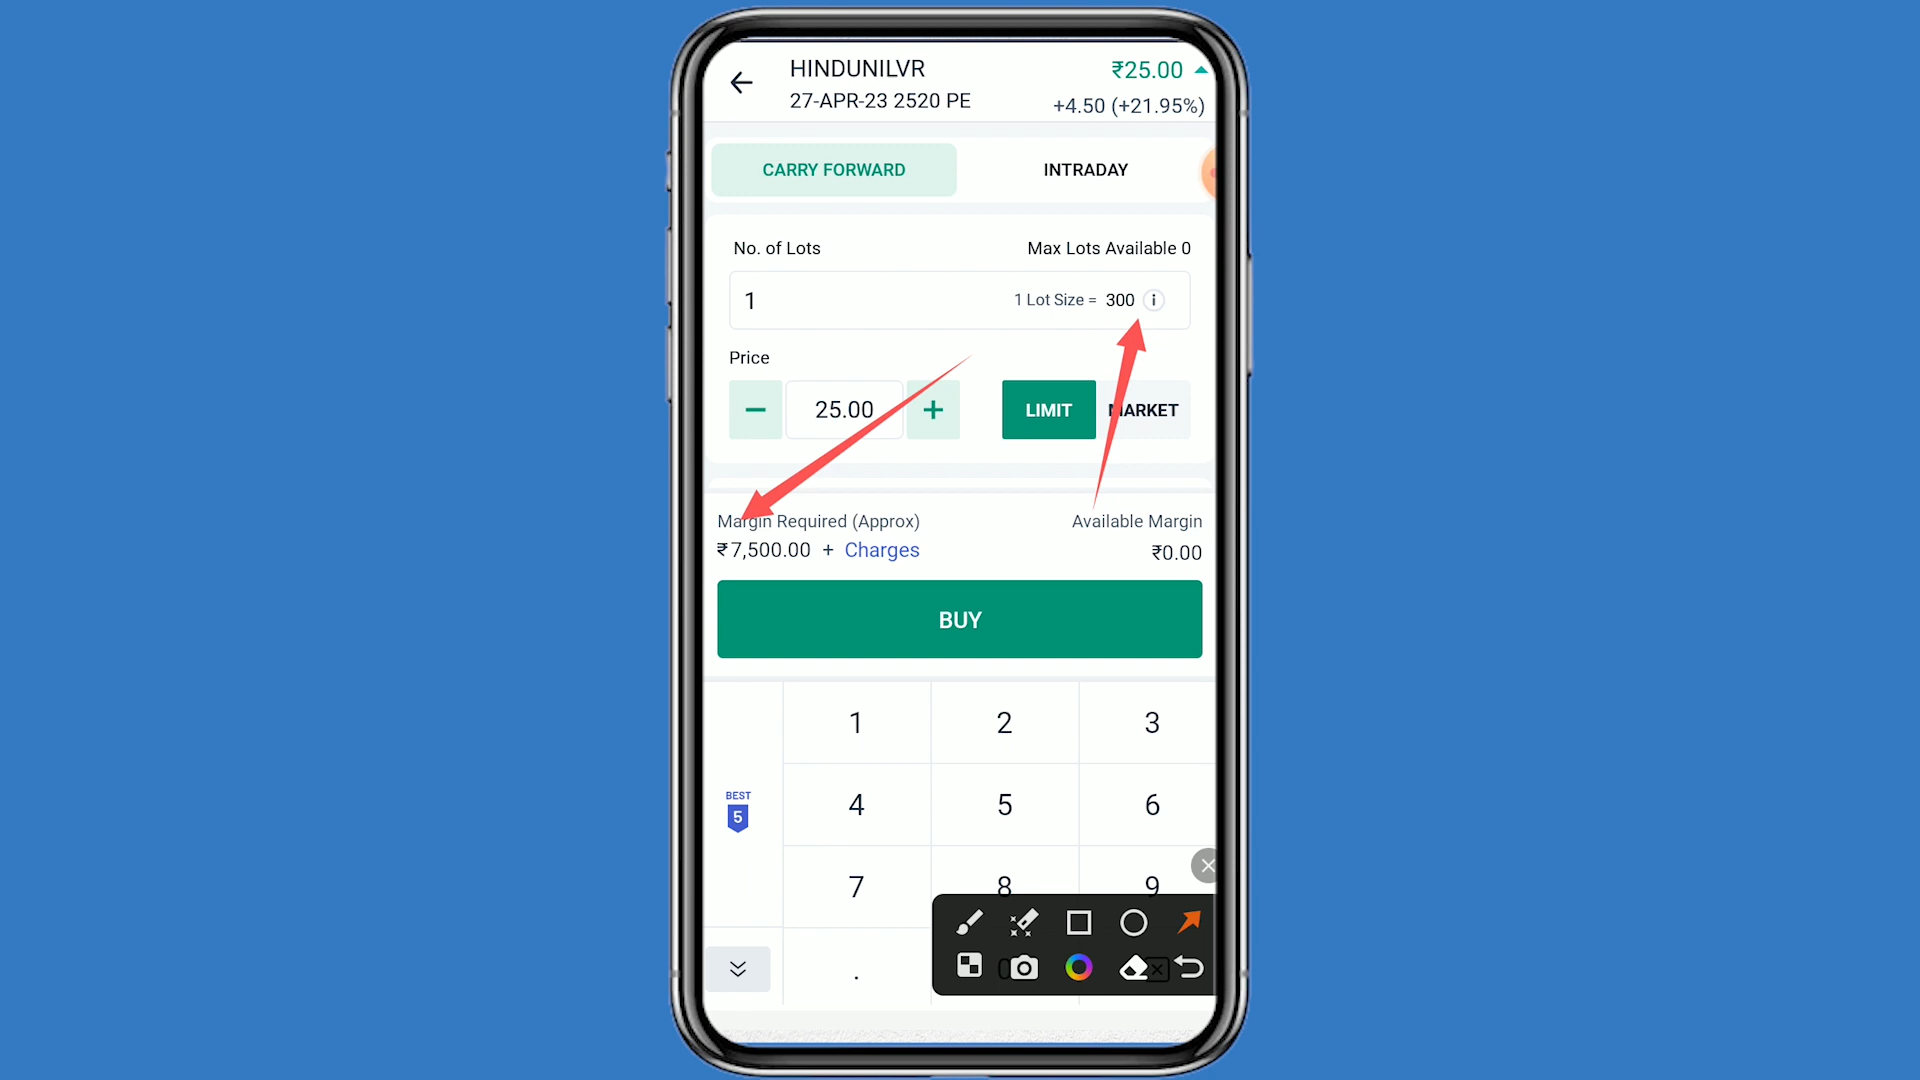 HINDUNILVR
₹25.00
27-APR-23 2520 PE
+4.50 (+21.95%)
CARRY FORWARD
INTRADAY
No. of Lots
Max Lots Available 0
1
1 Lot Size = 300
Price
25.00
LIMIT
MARKET
Margin Required (Approx)
Available Margin
₹7,500.00 + Charges
₹0.00
BUY
1 2 3
BEST
5
4 5 6
7 8 9
.